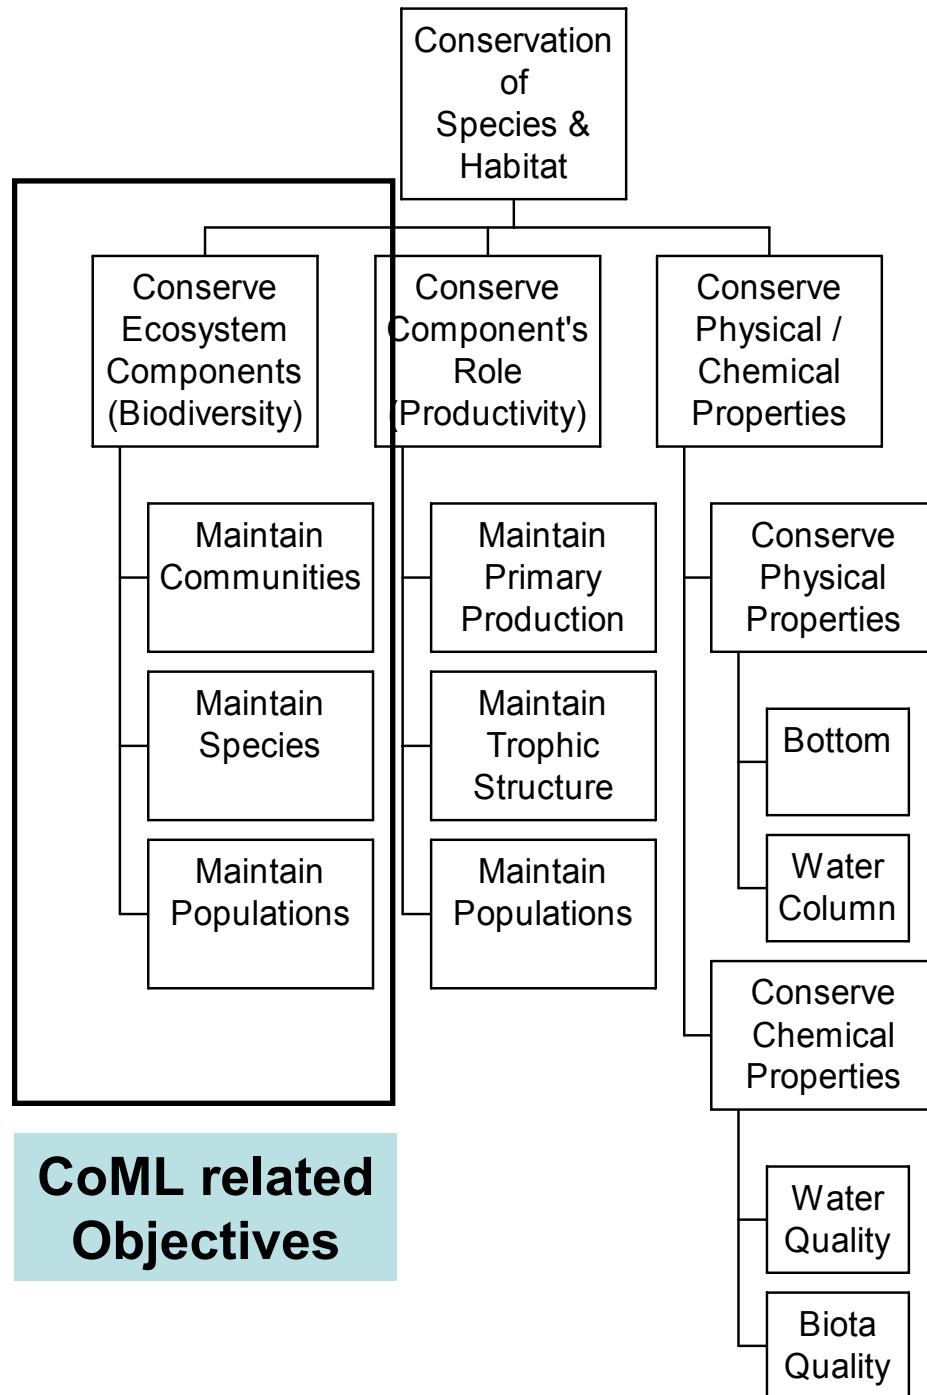 Conservation
of
Species &
Habitat
Conserve
Ecosystem
Components
(Biodiversity)
Maintain
Communities
Maintain
Species
Maintain
Populations
Conserve
Component's
Role
(Productivity)
Maintain
Primary
Production
Maintain
Trophic
Structure
Maintain
Populations
Conserve
Physical /
Chemical
Properties
Conserve
Physical
Properties
Bottom
Water
Column
Conserve
Chemical
Properties
Water
Quality
Biota
Quality
CoML related
Objectives